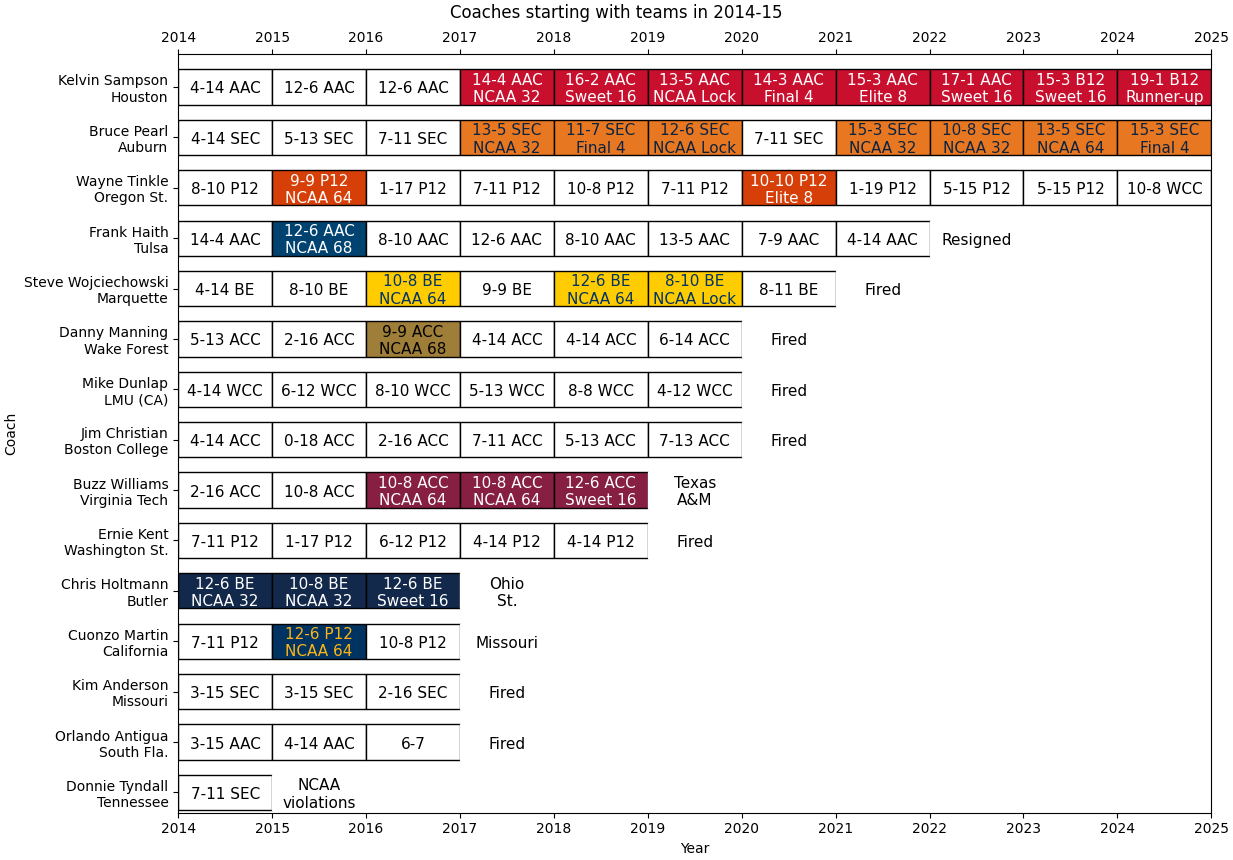 Coaches starting with teams in 2014-15
2014 2015 2016 2017 2018 2019 2020 2021 2022 2023 2024 2025
Kelvin Sampson
Houston
4-14 AAC
12-6 AAC
12-6 AAC
14-4 AAC
NCAA 32
16-2 AAC
Sweet 16
13-5 AAC
NCAA Lock
14-3 AAC
Final 4
15-3 AAC
Elite 8
17-1 AAC
Sweet 16
15-3 B12
Sweet 16
19-1 B12
Runner-up
Bruce Pearl
Auburn
4-14 SEC
5-13 SEC
7-11 SEC
13-5 SEC
NCAA 32
11-7 SEC
Final 4
12-6 SEC
NCAA Lock
7-11 SEC
15-3 SEC
NCAA 32
10-8 SEC
NCAA 32
13-5 SEC
NCAA 64
15-3 SEC
Final 4
Wayne Tinkle
Oregon St.
8-10 P12
9-9 P12
NCAA 64
1-17 P12
7-11 P12
10-8 P12
7-11 P12
10-10 P12
Elite 8
1-19 P12
5-15 P12
5-15 P12
10-8 WCC
Frank Haith
Tulsa
14-4 AAC
12-6 AAC
NCAA 68
8-10 AAC
12-6 AAC
8-10 AAC
13-5 AAC
7-9 AAC
4-14 AAC
Resigned
Steve Wojciechowski
Marquette
4-14 BE
8-10 BE
10-8 BE
NCAA 64
9-9 BE
12-6 BE
NCAA 64
8-10 BE
NCAA Lock
8-11 BE
Fired
Danny Manning
Wake Forest
5-13 ACC
2-16 ACC
9-9 ACC
NCAA 68
4-14 ACC
4-14 ACC
6-14 ACC
Fired
Mike Dunlap
LMU (CA)
4-14 WCC
6-12 WCC
8-10 WCC
5-13 WCC
8-8 WCC
4-12 WCC
Fired
Jim Christian
Boston College
4-14 ACC
0-18 ACC
2-16 ACC
7-11 ACC
5-13 ACC
7-13 ACC
Fired
Buzz Williams
Virginia Tech
2-16 ACC
10-8 ACC
10-8 ACC
NCAA 64
10-8 ACC
NCAA 64
12-6 ACC
Sweet 16
Texas
A&M
Ernie Kent
Washington St.
7-11 P12
1-17 P12
6-12 P12
4-14 P12
4-14 P12
Fired
Chris Holtmann
Butler
12-6 BE
NCAA 32
10-8 BE
NCAA 32
12-6 BE
Sweet 16
Ohio
St.
Cuonzo Martin
California
7-11 P12
12-6 P12
NCAA 64
10-8 P12
Missouri
Kim Anderson
Missouri
3-15 SEC
3-15 SEC
2-16 SEC
Fired
Orlando Antigua
South Fla.
3-15 AAC
4-14 AAC
6-7
Fired
Donnie Tyndall
Tennessee
7-11 SEC
NCAA
violations
2014 2015 2016 2017 2018 2019 2020 2021 2022 2023 2024 2025
Year
Coach